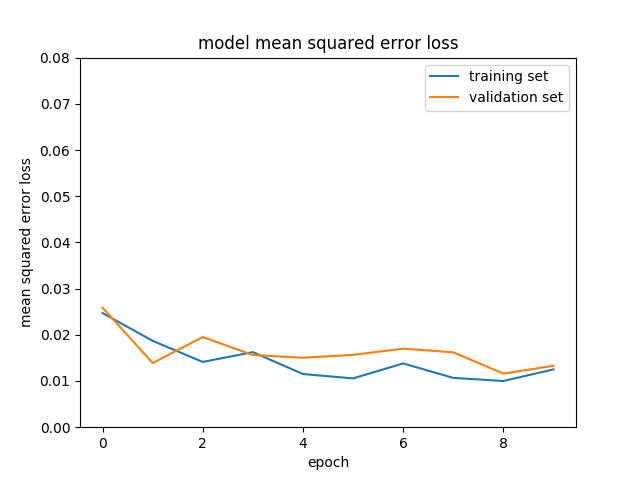 model mean squared error loss
training set
validation set
0.08
0.07
0.06
0.05
0.04
0.03
0.02
0.01
0.00
mean squared error loss
0 2 4 6 8
epoch